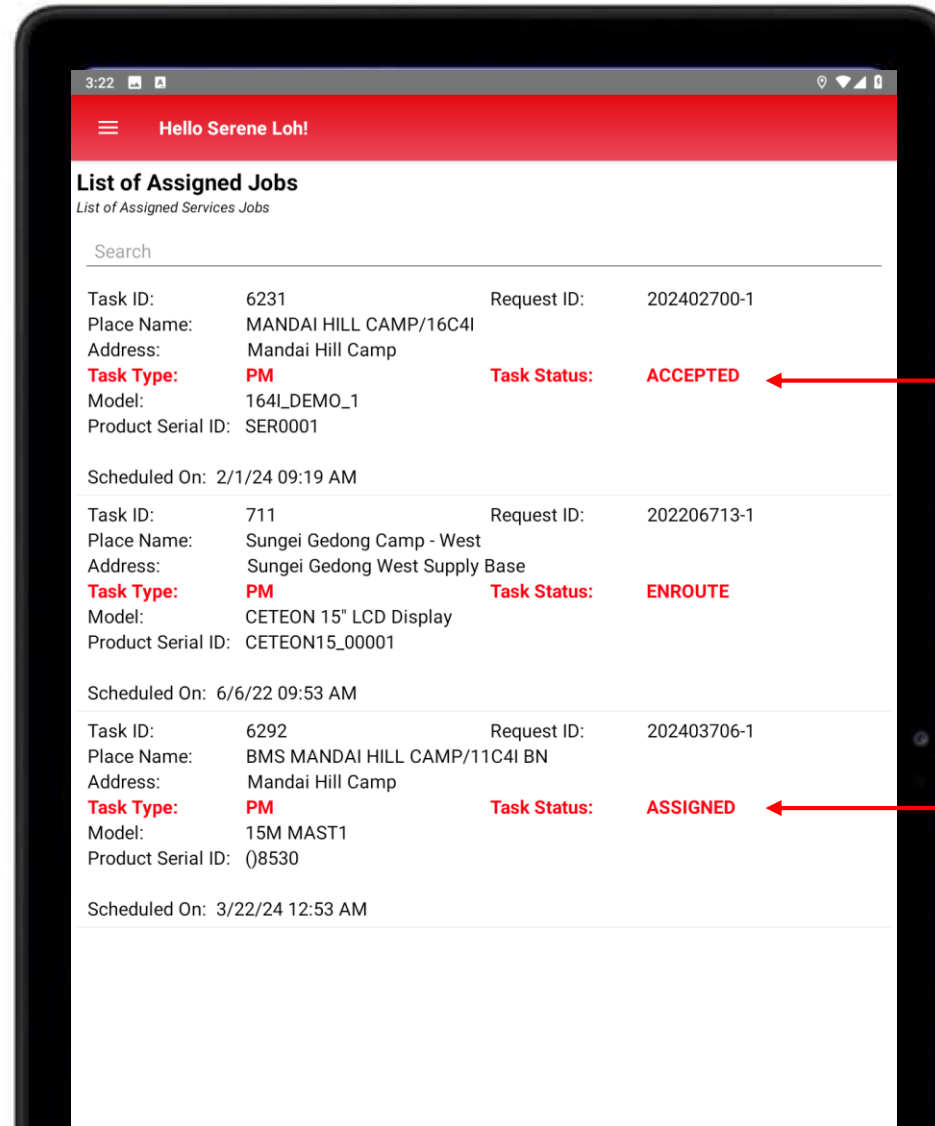 3:22
Hello Serene Loh!
List of Assigned Jobs
List of Assigned Services Jobs
Search
Task ID: 6231 Request ID: 202402700-1
Place Name: MANDAI HILL CAMP/16C4I
Address: Mandai Hill Camp
Task Type: PM Task Status: ACCEPTED
Model: 164I_DEMO_1
Product Serial ID: SER0001
Scheduled On: 2/1/24 09:19 AM
Task ID: 711 Request ID: 202206713-1
Place Name: Sungei Gedong Camp - West
Address: Sungei Gedong West Supply Base
Task Type: PM Task Status: ENROUTE
Model: CETEON 15" LCD Display
Product Serial ID: CETEON15_00001
Scheduled On: 6/6/22 09:53 AM
Task ID: 6292 Request ID: 202403706-1
Place Name: BMS MANDAI HILL CAMP/11C4I BN
Address: Mandai Hill Camp
Task Type: PM Task Status: ASSIGNED
Model: 15M MAST1
Product Serial ID: ()8530
Scheduled On: 3/22/24 12:53 AM